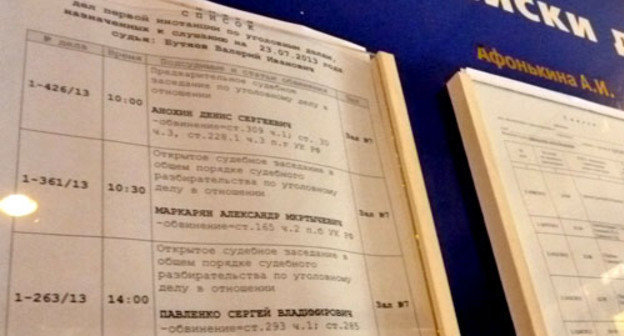 СПИСОК
дел первой инстанции по уголовным делам,
назначенных к слушанию на 23.07.2013 года
судья: Бутяев Валерий Иванович
№ дела Время Подсудимые и статьи обвинения Зал
1-426/13 10:00 Предварительное судебное
заседание по уголовному делу в
отношении
АНОХИН ДЕНИС СЕРГЕЕВИЧ
-обвинение=ст.309 ч.1; ст. 30
ч.3, ст.228.1 ч.3 п.г УК РФ
Зал №7
1-361/13 10:30 Открытое судебное заседание в
общем порядке судебного
разбирательства по уголовному
делу в отношении
МАРКАРЯН АЛЕКСАНДР МКРТЫЧЕВИЧ
-обвинение=ст.165 ч.2 п.б УК РФ
Зал №7
1-263/13 14:00 Открытое судебное заседание в
общем порядке судебного
разбирательства по уголовному
делу в отношении
ПАВЛЕНКО СЕРГЕЙ ВЛАДИМИРОВИЧ
-обвинение=ст.293 ч.1; ст.285
Зал №7
иски д
АФОНЬКИНА А.И.